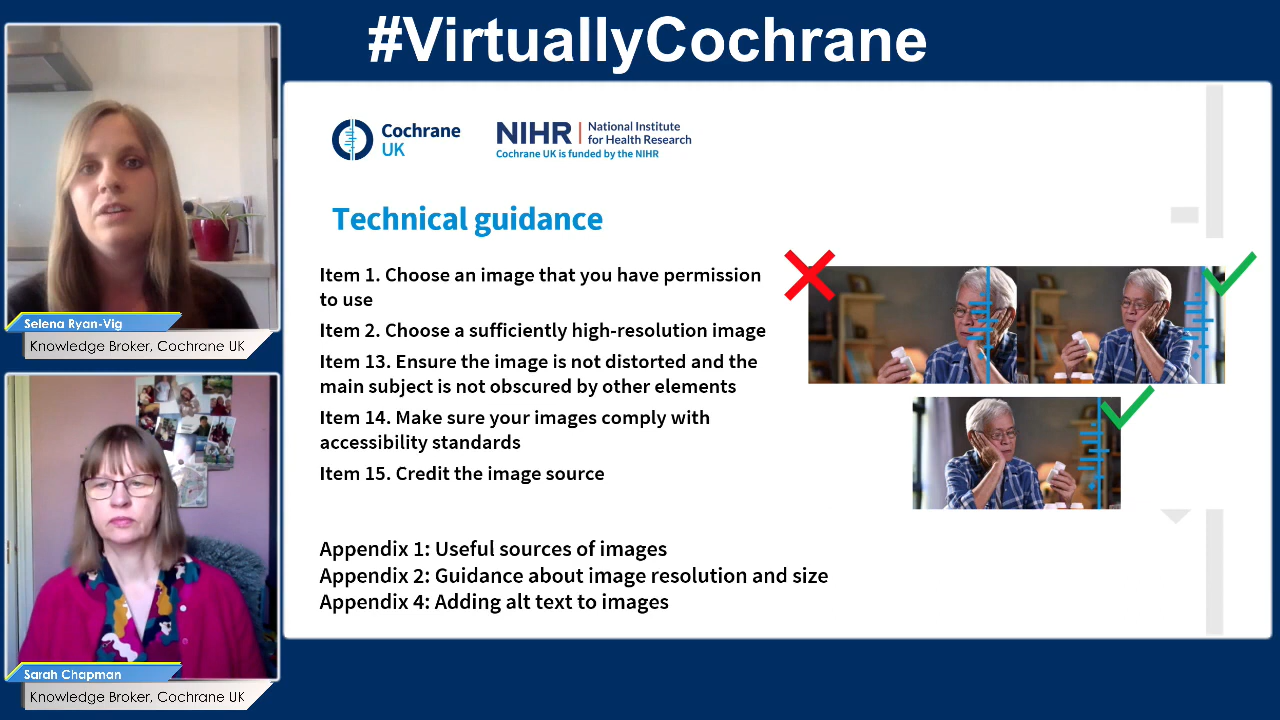 #VirtuallyCochrane
Cochrane
UK
NIHR
National Institute
for Health Research
Cochrane UK is funded by the NIHR
Technical guidance
Item 1. Choose an image that you have permission
to use
Item 2. Choose a sufficiently high-resolution image
Item 13. Ensure the image is not distorted and the
main subject is not obscured by other elements
Item 14. Make sure your images comply with
accessibility standards
Item 15. Credit the image source
Appendix 1: Useful sources of images
Appendix 2: Guidance about image resolution and size
Appendix 4: Adding alt text to images
Selena Ryan-Vig
Knowledge Broker, Cochrane UK
Sarah Chapman
Knowledge Broker, Cochrane UK